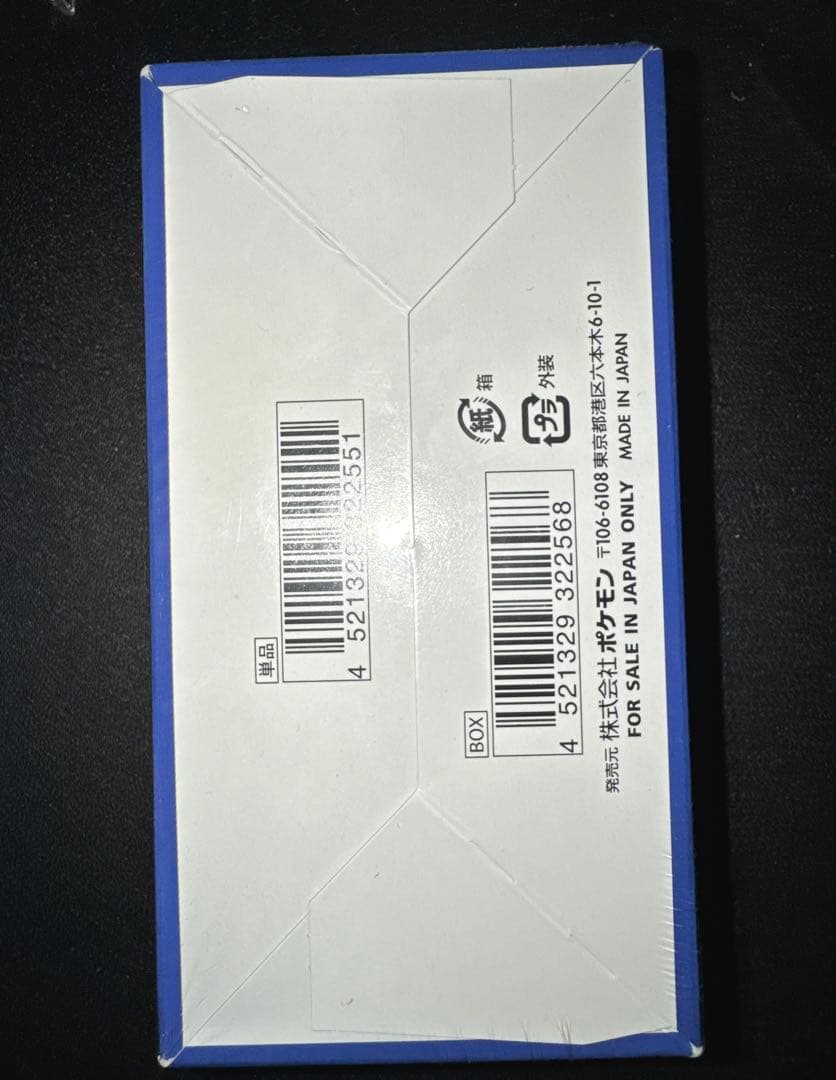 単品
4 521329 322551
BOX
4 521329 322568
紙 箱
プラ 外装
発売元 株式会社 ポケモン 〒106-6108 東京都港区六本木6-10-1
FOR SALE IN JAPAN ONLY MADE IN JAPAN